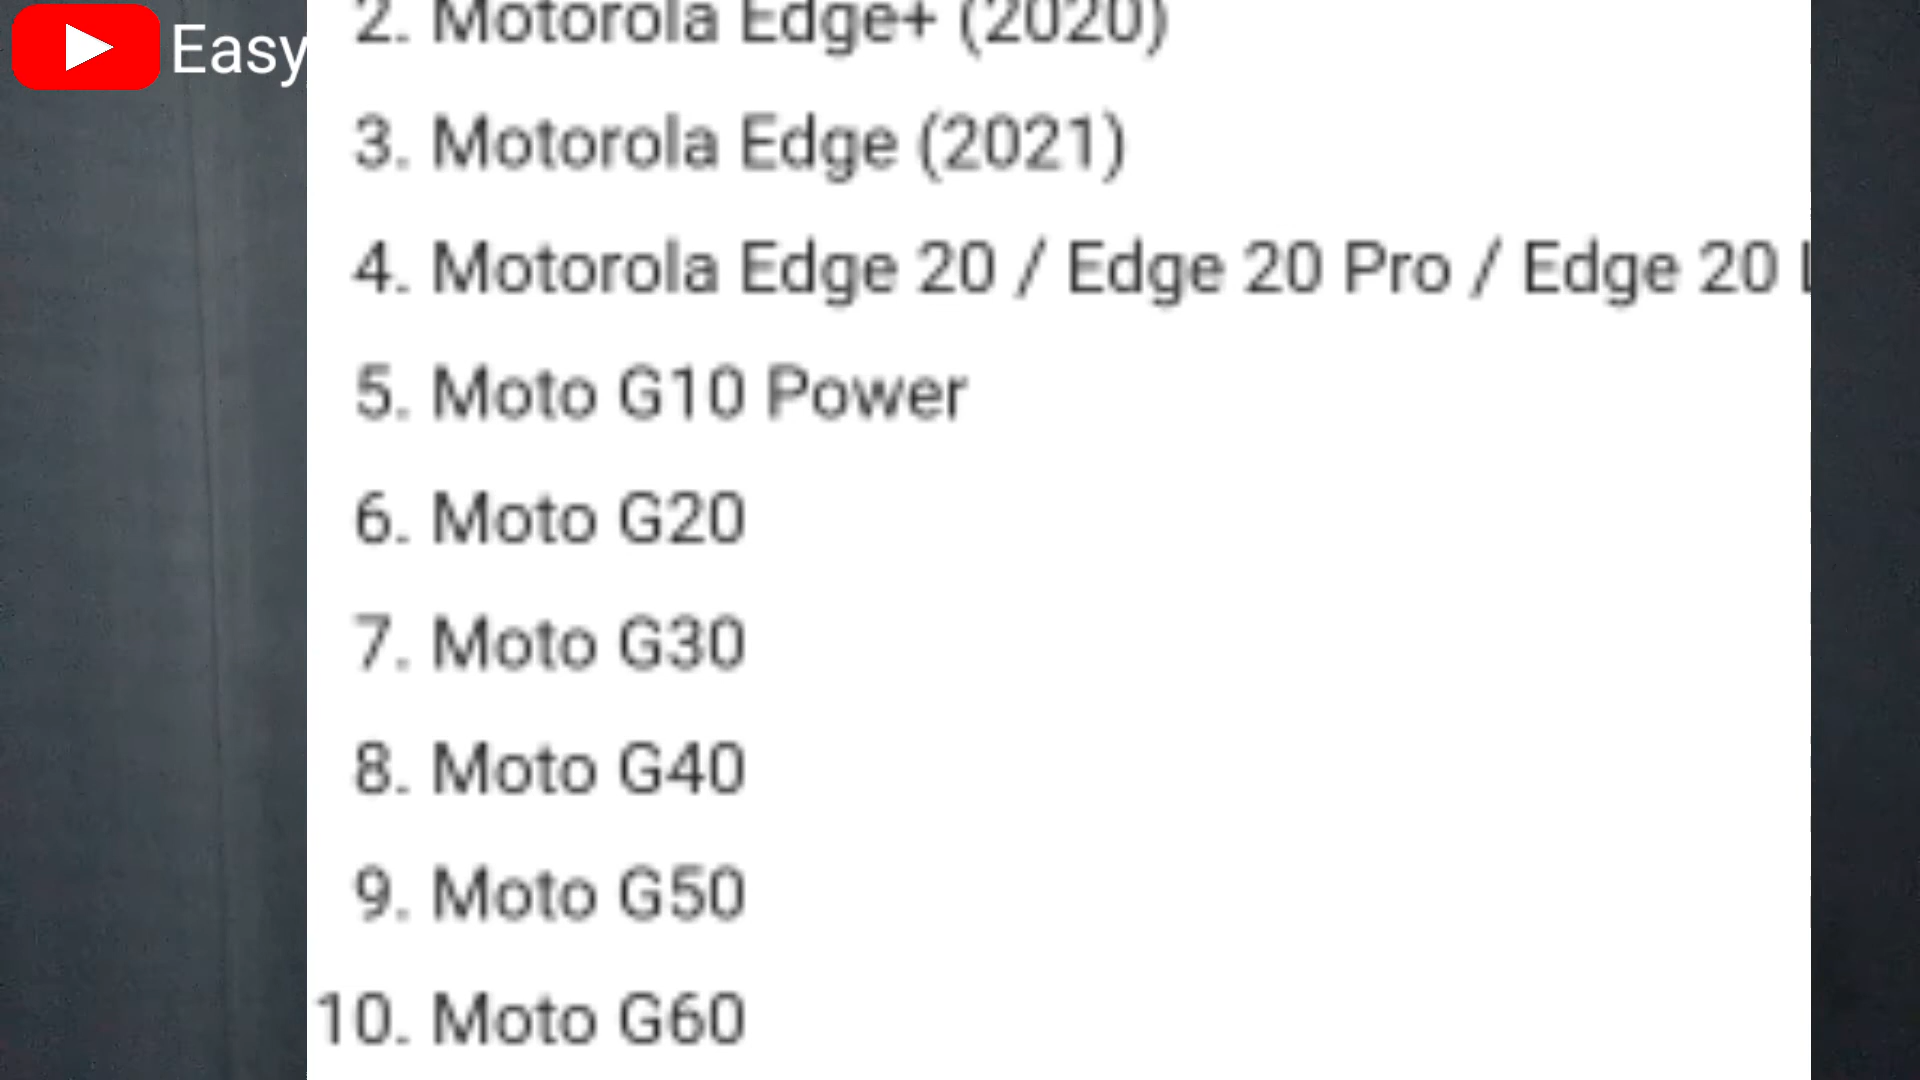 Easy
2. Motorola Edge+ (2020)
3. Motorola Edge (2021)
4. Motorola Edge 20 / Edge 20 Pro / Edge 20
5. Moto G10 Power
6. Moto G20
7. Moto G30
8. Moto G40
9. Moto G50
10. Moto G60